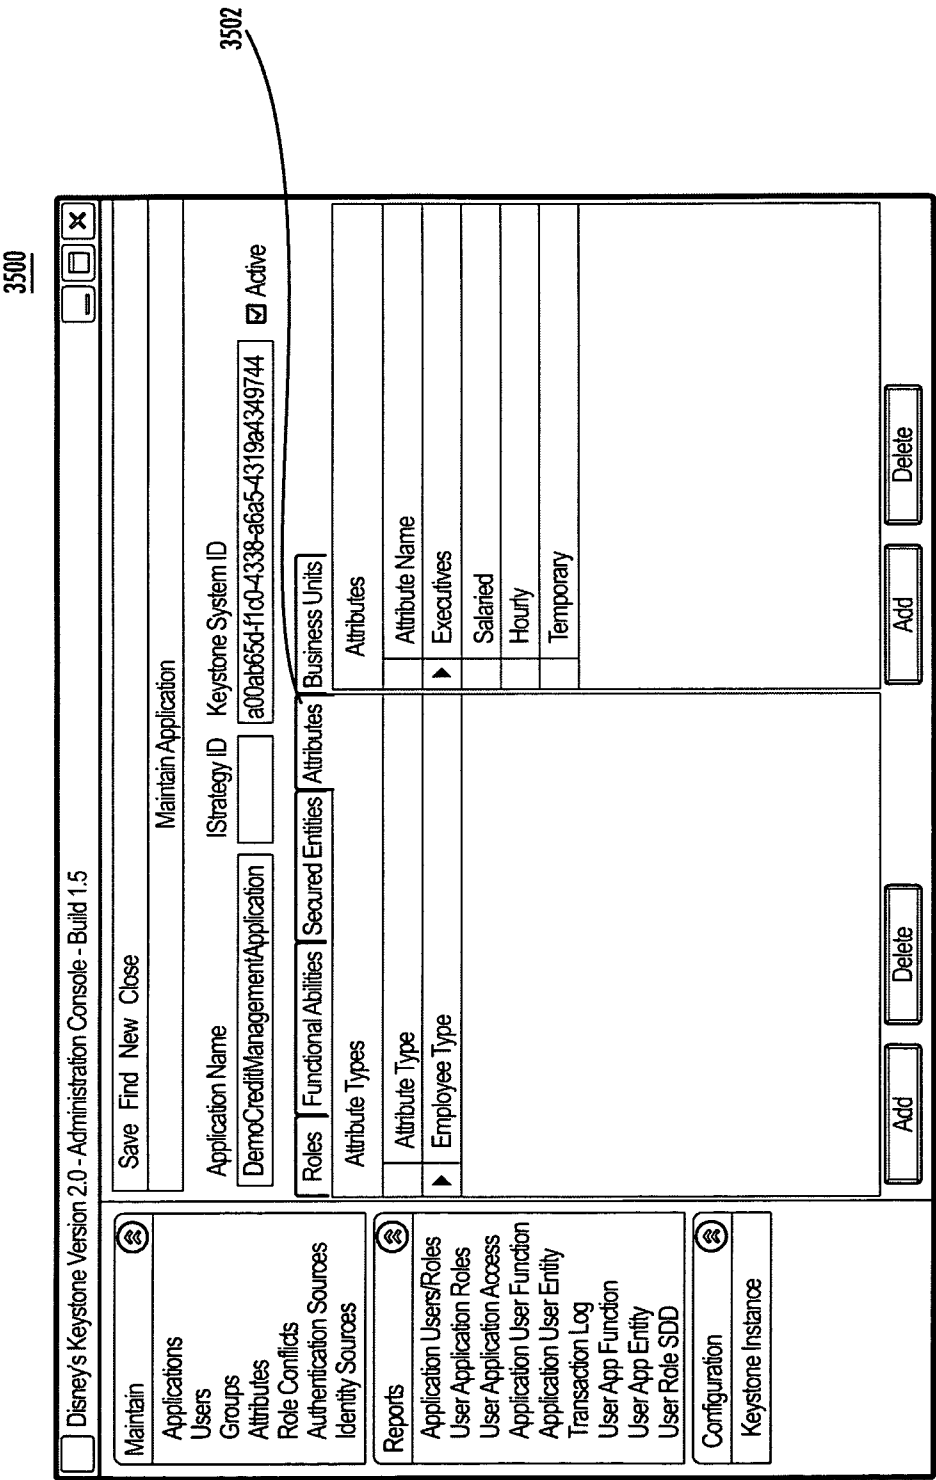 3500
3502
Disney's Keystone Version 2.0 - Administration Console - Build 1.5
Maintain
Applications
Users
Groups
Attributes
Role Conflicts
Authentication Sources
Identity Sources
Reports
Application Users/Roles
User Application Roles
User Application Access
Application User Function
Application User Entity
Transaction Log
User App Function
User App Entity
User Role SDD
Configuration
Keystone Instance
Save Find New Close
Maintain Application
Application Name IStrategy ID Keystone System ID
DemoCreditManagementApplication a00ab65d-f1c0-4338-a6a5-4319a4349744 Active
Roles Functional Abilities Secured Entities Attributes Business Units
Attribute Types
Attribute Type
Employee Type
Add Delete
Attributes
Attribute Name
Executives
Salaried
Hourly
Temporary
Add Delete